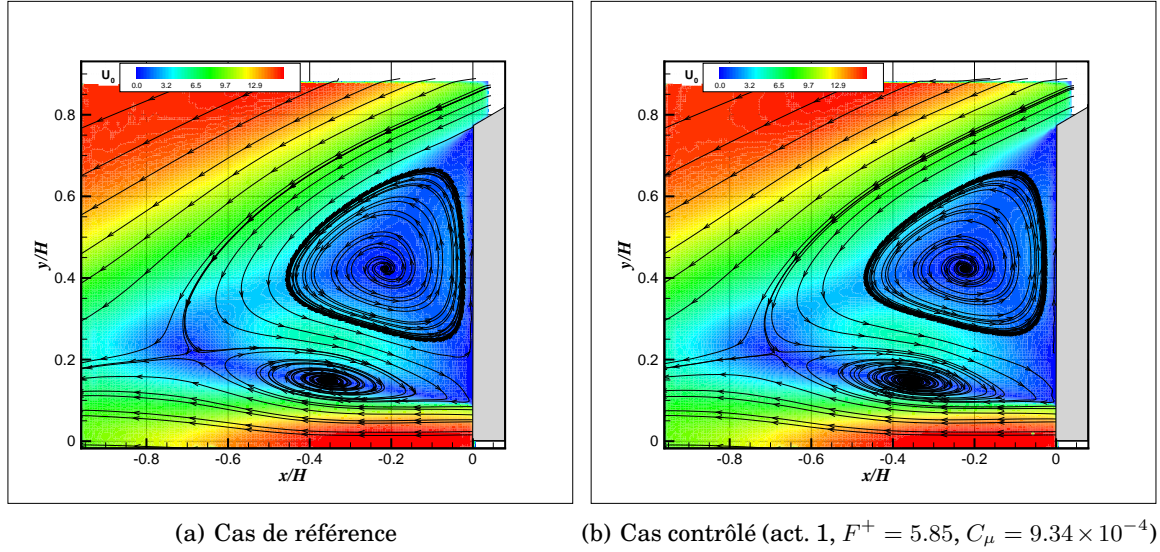 U₀
0.0 3.2 6.5 9.7 12.9
0.8
0.6
0.4
0.2
0
y/H
-0.8 -0.6 -0.4 -0.2 0
x/H
(a) Cas de référence
U₀
0.0 3.2 6.5 9.7 12.9
0.8
0.6
0.4
0.2
0
y/H
-0.8 -0.6 -0.4 -0.2 0
x/H
(b) Cas contrôlé (act. 1, F⁺ = 5.85, Cμ = 9.34×10⁻⁴)